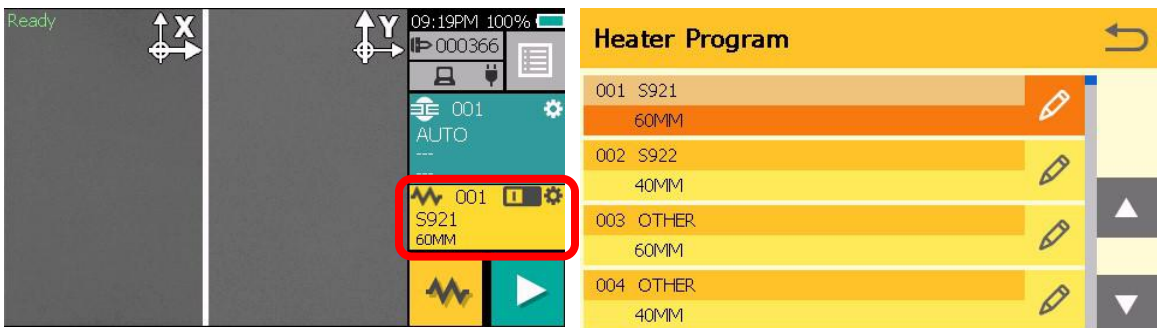 Ready
X
Y
09:19PM 100%
000366
001
AUTO
---
---
001
S921
60MM
Heater Program
001 S921
60MM
002 S922
40MM
003 OTHER
60MM
004 OTHER
40MM